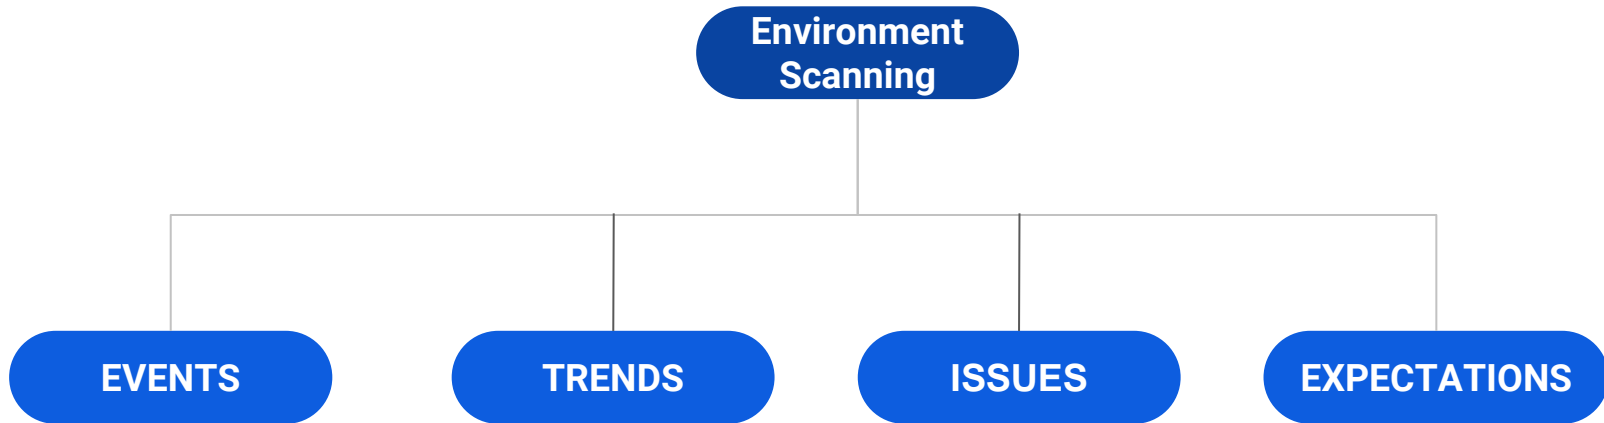 Environment
Scanning
EVENTS
TRENDS
ISSUES
EXPECTATIONS